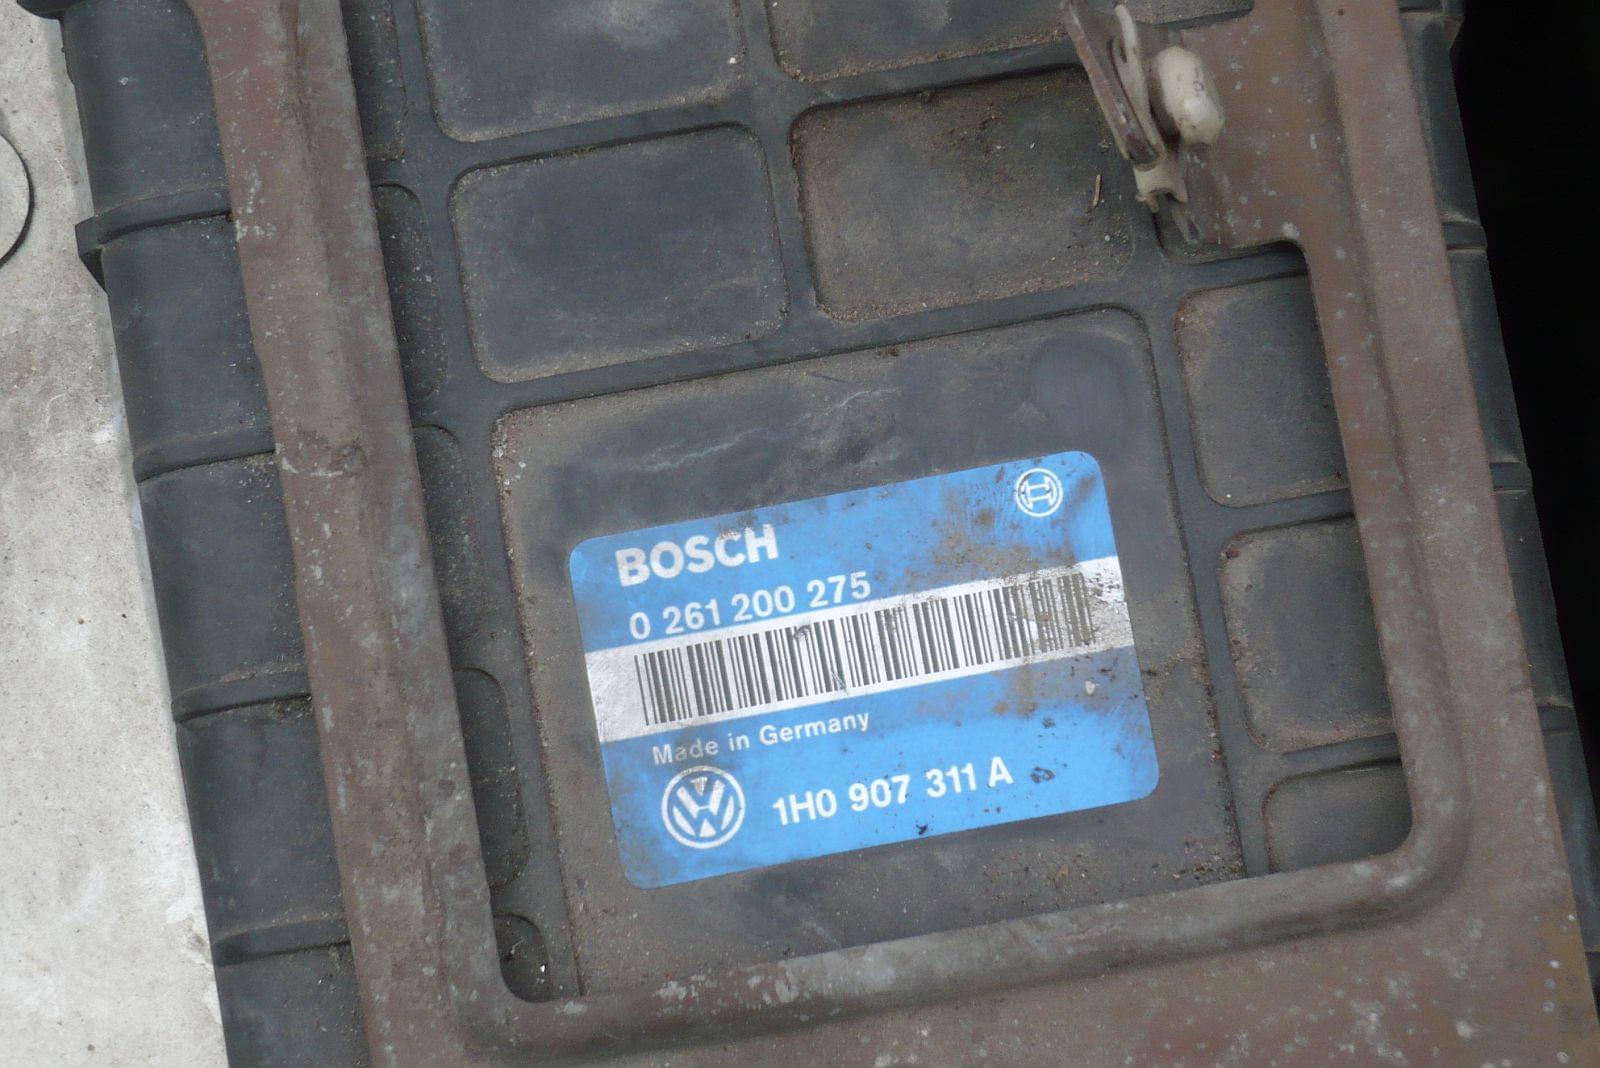 BOSCH
0 261 200 275
Made in Germany
1H0 907 311 A